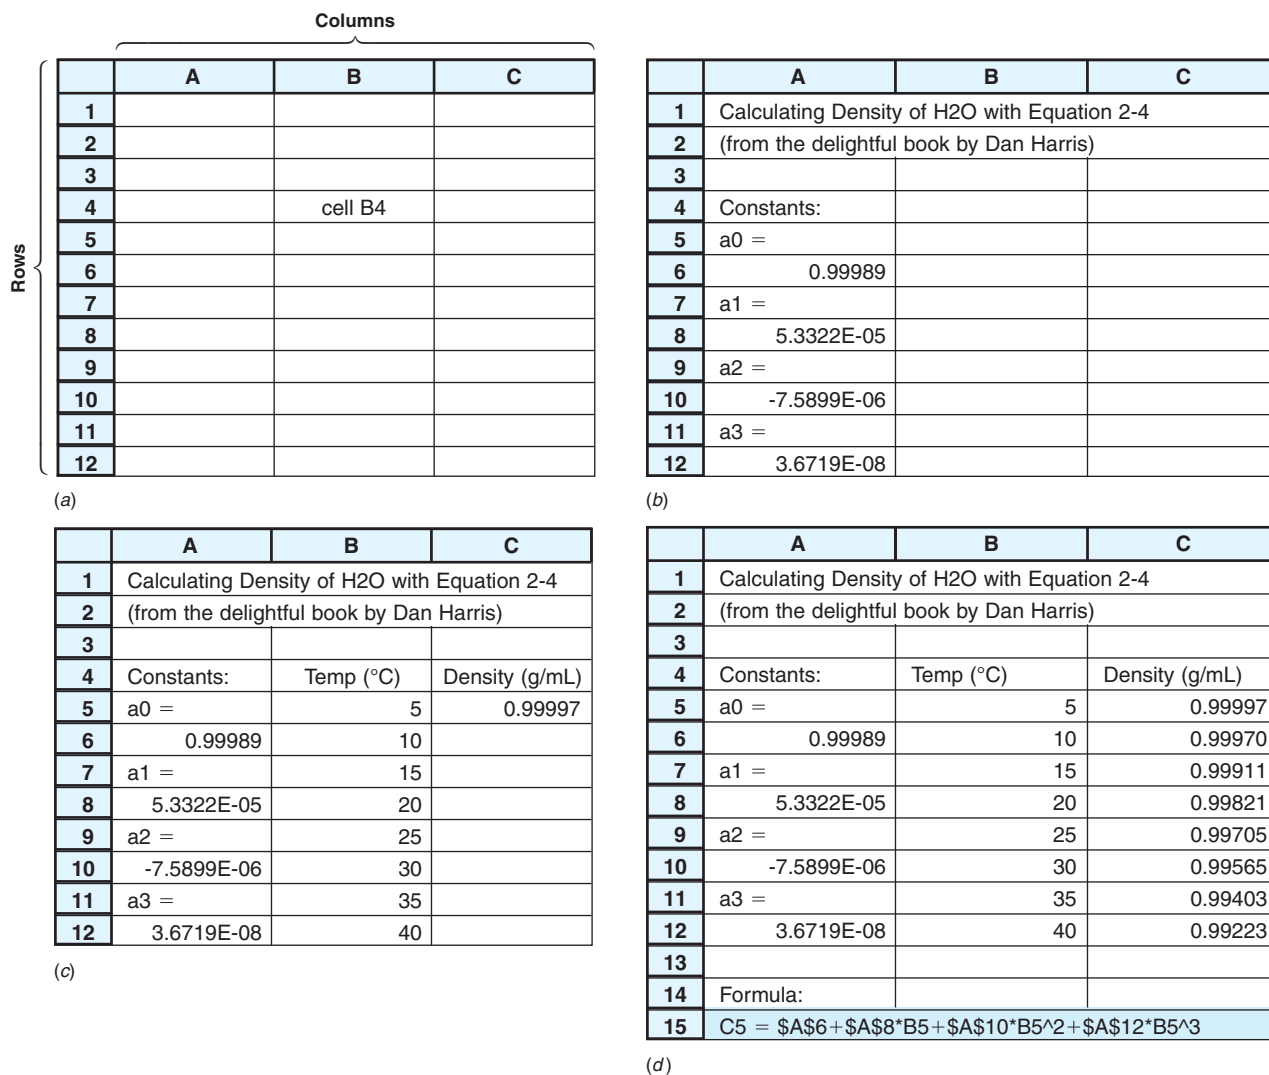 Columns
A B C
1
2
3
4 cell B4
5
6
7
8
9
10
11
12
Rows
(a)
A B C
1 Calculating Density of H2O with Equation 2-4
2 (from the delightful book by Dan Harris)
3
4 Constants:
5 a0 =
6 0.99989
7 a1 =
8 5.3322E-05
9 a2 =
10 -7.5899E-06
11 a3 =
12 3.6719E-08
(b)
A B C
1 Calculating Density of H2O with Equation 2-4
2 (from the delightful book by Dan Harris)
3
4 Constants: Temp (°C) Density (g/mL)
5 a0 = 5 0.99997
6 0.99989 10
7 a1 = 15
8 5.3322E-05 20
9 a2 = 25
10 -7.5899E-06 30
11 a3 = 35
12 3.6719E-08 40
(c)
A B C
1 Calculating Density of H2O with Equation 2-4
2 (from the delightful book by Dan Harris)
3
4 Constants: Temp (°C) Density (g/mL)
5 a0 = 5 0.99997
6 0.99989 10 0.99970
7 a1 = 15 0.99911
8 5.3322E-05 20 0.99821
9 a2 = 25 0.99705
10 -7.5899E-06 30 0.99565
11 a3 = 35 0.99403
12 3.6719E-08 40 0.99223
13
14 Formula:
15 C5 = $A$6+$A$8*B5+$A$10*B5^2+$A$12*B5^3
(d)